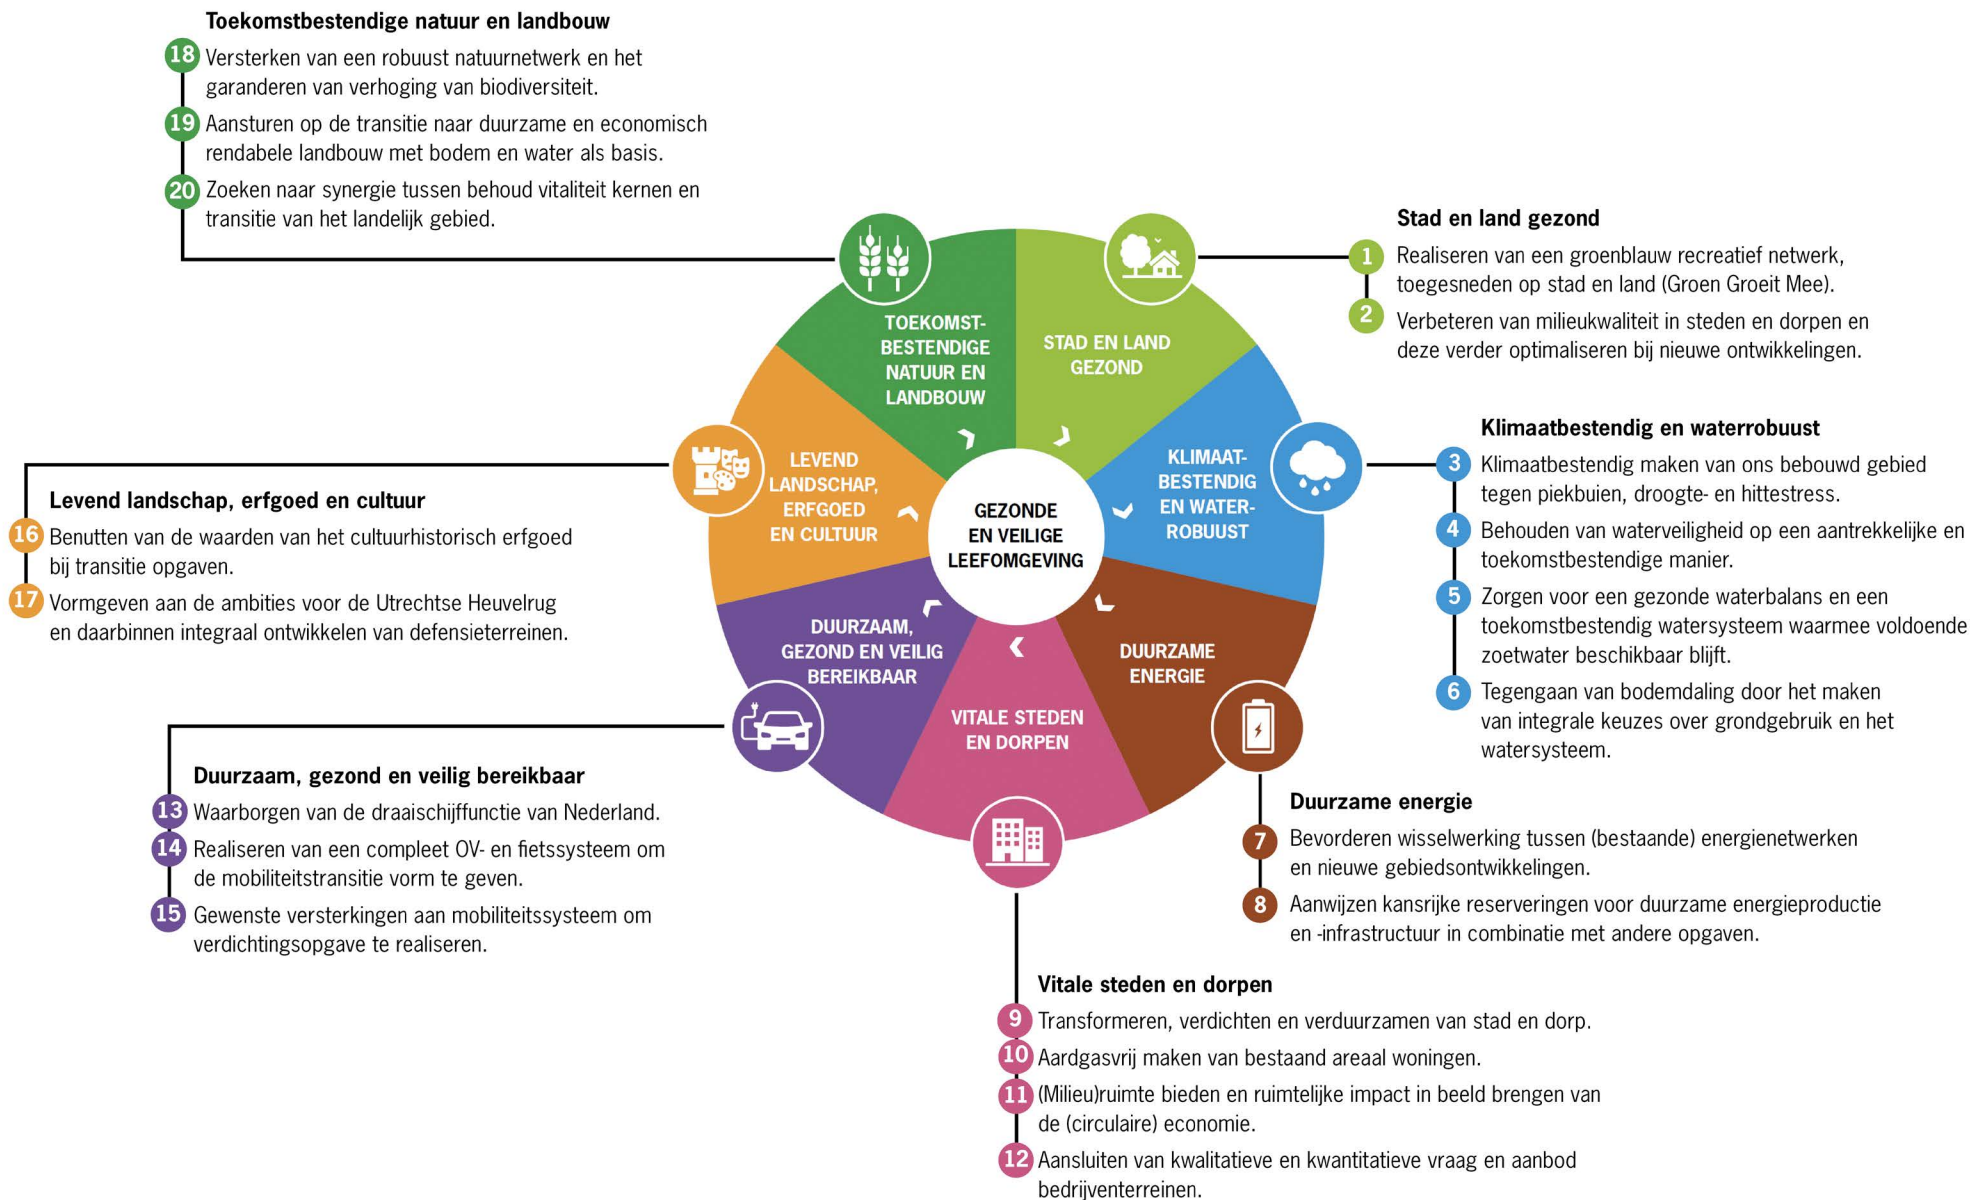 Toekomstbestendige natuur en landbouw
18 Versterken van een robuust natuurnetwerk en het
garanderen van verhoging van biodiversiteit.
19 Aansturen op de transitie naar duurzame en economisch
rendabele landbouw met bodem en water als basis.
20 Zoeken naar synergie tussen behoud vitaliteit kernen en
transitie van het landelijk gebied.
Stad en land gezond
1 Realiseren van een groenblauw recreatief netwerk,
toegesneden op stad en land (Groen Groeit Mee).
2 Verbeteren van milieukwaliteit in steden en dorpen en
deze verder optimaliseren bij nieuwe ontwikkelingen.
Klimaatbestendig en waterrobuust
3 Klimaatbestendig maken van ons bebouwd gebied
tegen piekbuien, droogte- en hittestress.
4 Behouden van waterveiligheid op een aantrekkelijke en
toekomstbestendige manier.
5 Zorgen voor een gezonde waterbalans en een
toekomstbestendig watersysteem waarmee voldoende
zoetwater beschikbaar blijft.
6 Tegengaan van bodemdaling door het maken
van integrale keuzes over grondgebruik en het
watersysteem.
Duurzame energie
7 Bevorderen wisselwerking tussen (bestaande) energienetwerken
en nieuwe gebiedsontwikkelingen.
8 Aanwijzen kansrijke reserveringen voor duurzame energieproductie
en -infrastructuur in combinatie met andere opgaven.
Vitale steden en dorpen
9 Transformeren, verdichten en verduurzamen van stad en dorp.
10 Aardgasvrij maken van bestaand areaal woningen.
11 (Milieu)ruimte bieden en ruimtelijke impact in beeld brengen van
de (circulaire) economie.
12 Aansluiten van kwalitatieve en kwantitatieve vraag en aanbod
bedrijventerreinen.
Duurzaam, gezond en veilig bereikbaar
13 Waarborgen van de draaischijffunctie van Nederland.
14 Realiseren van een compleet OV- en fietssysteem om
de mobiliteitstransitie vorm te geven.
15 Gewenste versterkingen aan mobiliteitssysteem om
verdichtingsopgave te realiseren.
Levend landschap, erfgoed en cultuur
16 Benutten van de waarden van het cultuurhistorisch erfgoed
bij transitie opgaven.
17 Vormgeven aan de ambities voor de Utrechtse Heuvelrug
en daarbinnen integraal ontwikkelen van defensieterreinen.
TOEKOMST-
BESTENDIGE
NATUUR EN
LANDBOUW
STAD EN LAND
GEZOND
KLIMAAT-
BESTENDIG
EN WATER-
ROBUUST
DUURZAME
ENERGIE
VITALE STEDEN
EN DORPEN
DUURZAAM,
GEZOND EN VEILIG
BEREIKBAAR
LEVEND
LANDSCHAP,
ERFGOED
EN CULTUUR
GEZONDE
EN VEILIGE
LEEFOMGEVING